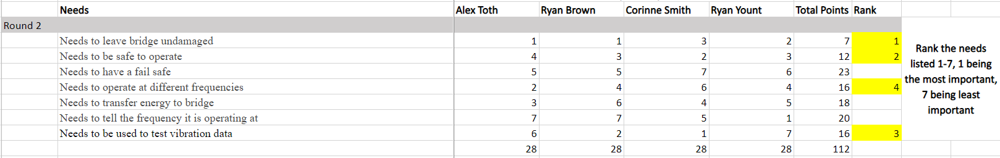 Needs Alex Toth Ryan Brown Corinne Smith Ryan Yount Total Points Rank
Round 2
Needs to leave bridge undamaged 1 1 3 2 7 1
Needs to be safe to operate 4 3 2 3 12 2
Needs to have a fail safe 5 5 7 6 23
Needs to operate at different frequencies 2 4 6 4 16 4
Needs to transfer energy to bridge 3 6 4 5 18
Needs to tell the frequency it is operating at 7 7 5 1 20
Needs to be used to test vibration data 6 2 1 7 16 3
28 28 28 28 112
Rank the needs
listed 1-7, 1 being
the most important,
7 being least
important